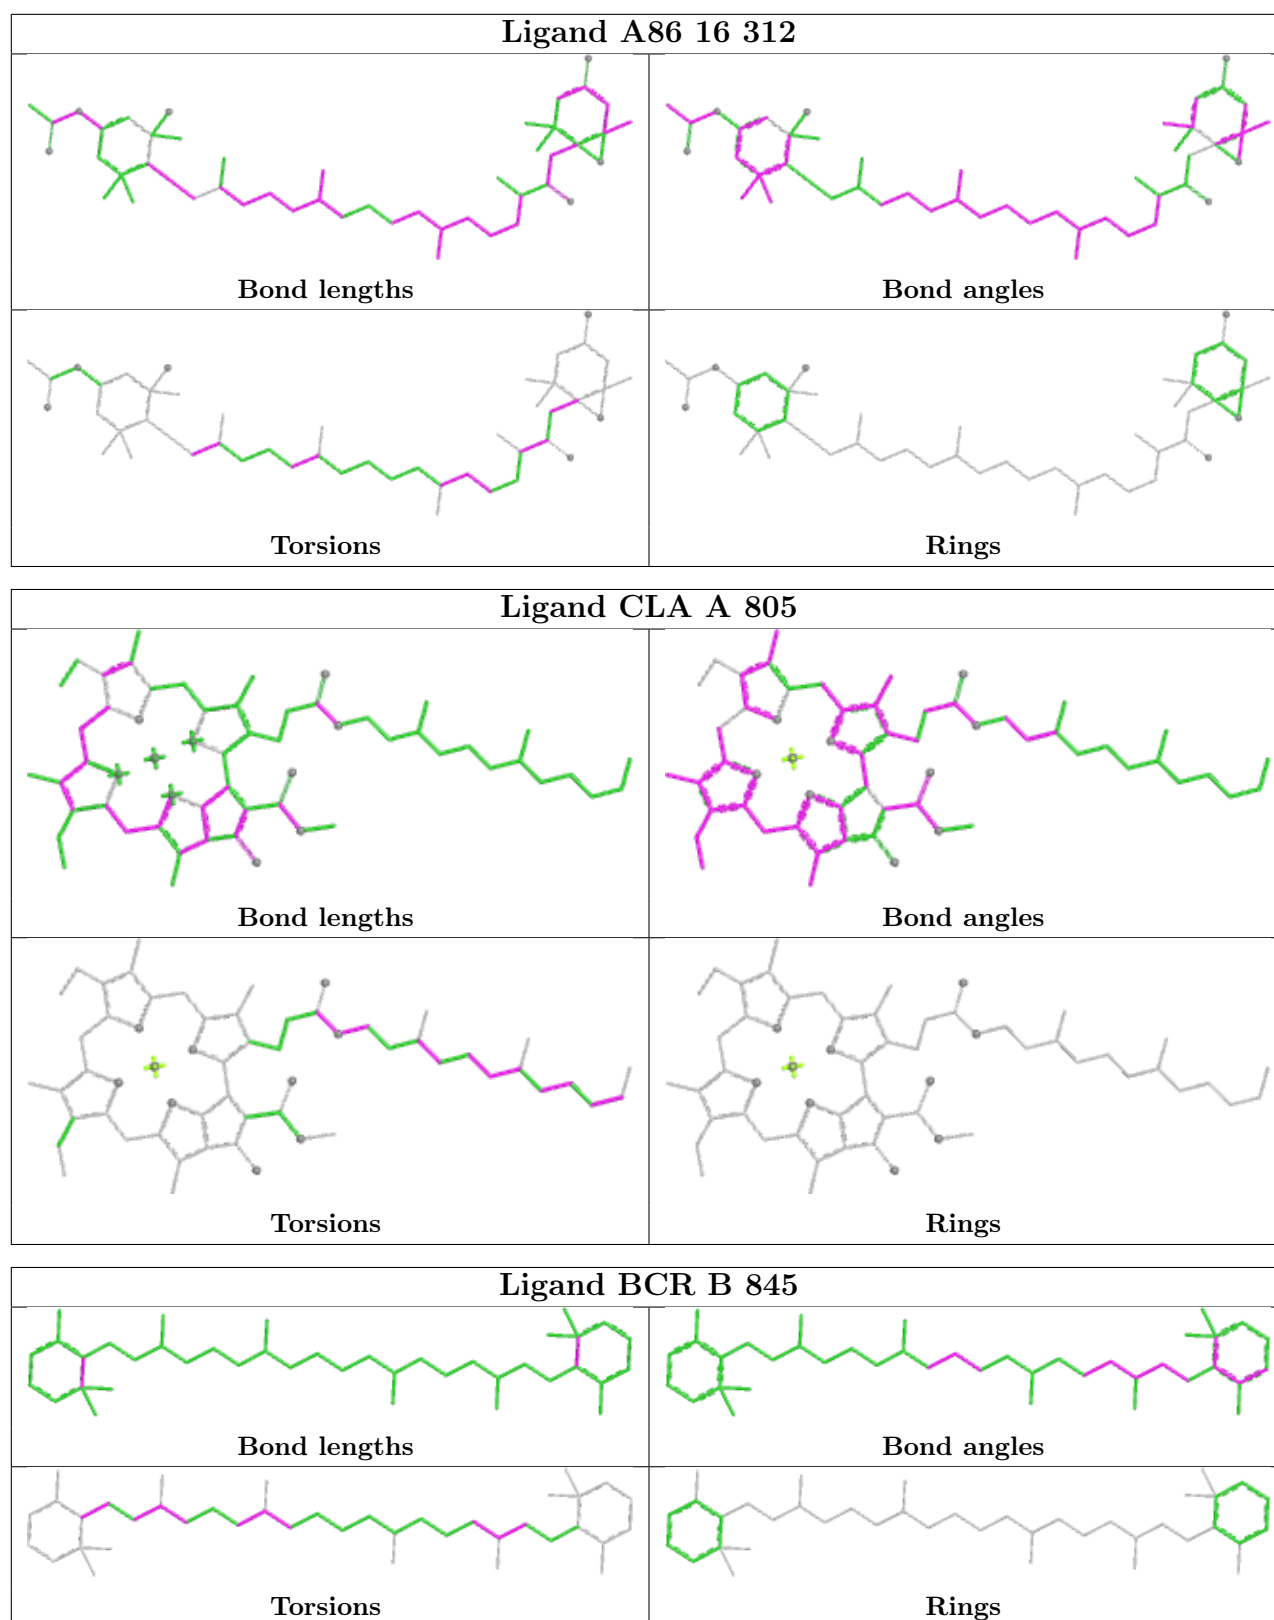 Ligand A86 16 312
Bond lengths
Bond angles
Torsions
Rings
Ligand CLA A 805
Bond lengths
Bond angles
Torsions
Rings
Ligand BCR B 845
Bond lengths
Bond angles
Torsions
Rings